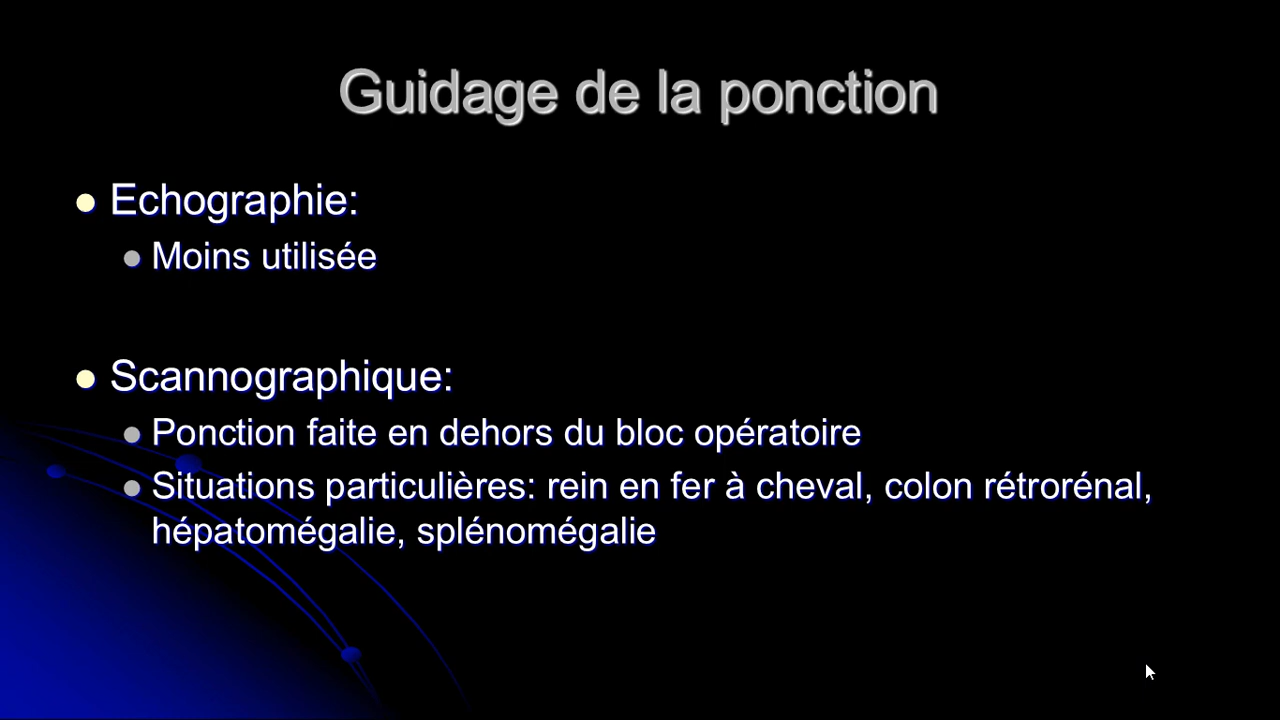 Guidage de la ponction
Echographie:
Moins utilisée
Scannographique:
Ponction faite en dehors du bloc opératoire
Situations particulières: rein en fer à cheval, colon rétrorénal,
hépatomégalie, splénomégalie